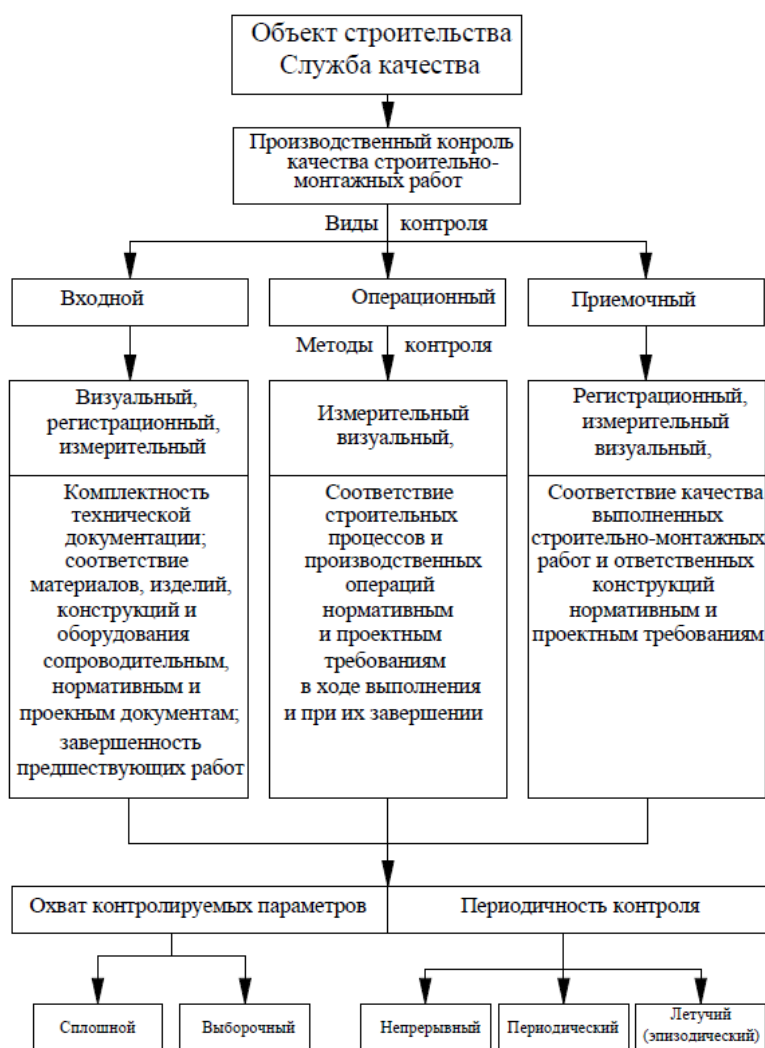 Объект строительства
Служба качества
Производственный конроль
качества строительно-
монтажных работ
Виды контроля
Входной
Операционный
Приемочный
Методы контроля
Визуальный,
регистрационный,
измерительный
Измерительный
визуальный,
Регистрационный,
измерительный
визуальный,
Комплектность
технической
документации;
соответствие
материалов, изделий,
конструкций и
оборудования
сопроводительным,
нормативным и
проекным документам;
завершенность
предшествующих работ
Соответствие
строительных
процессов и
производственных
операций
нормативным
и проектным
требованиям
в ходе выполнения
и при их завершении
Соответствие качества
выполненных
строительно-монтажных
работ и ответственных
конструкций
нормативным и
проектным требованиям
Охват контролируемых параметров
Периодичность контроля
Сплошной
Выборочный
Непрерывный
Периодический
Летучий
(эпизодический)